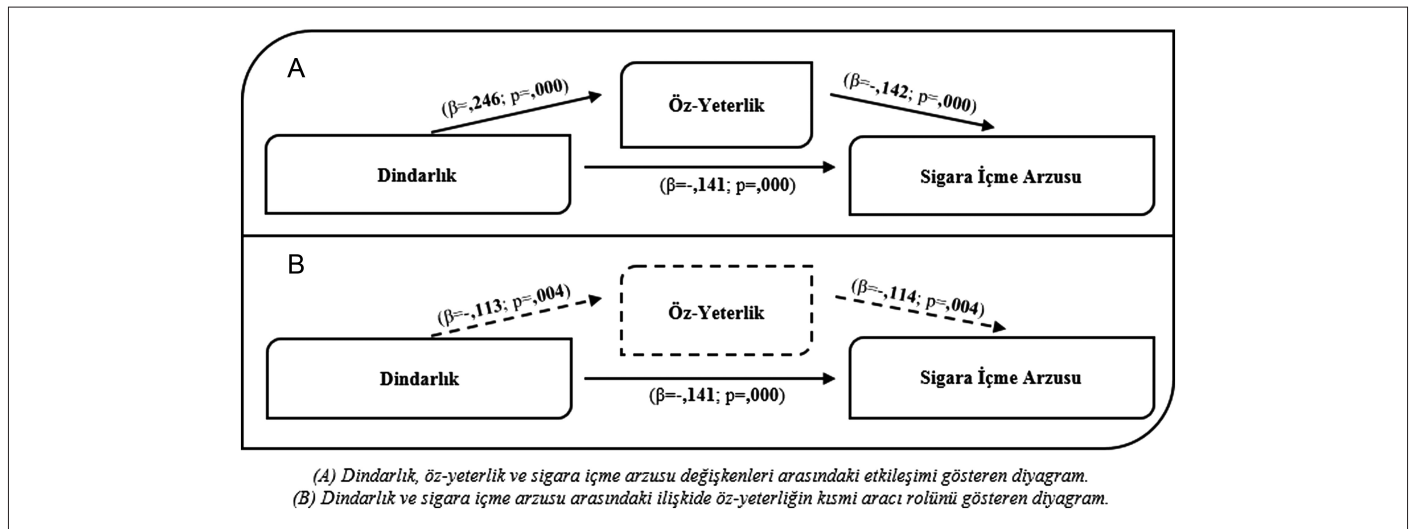 A
(β=,246; p=,000)
Öz-Yeterlik
(β=-,142; p=,000)
Dindarlık
(β=-,141; p=,000)
Sigara İçme Arzusu
B
(β=-,113; p=,004)
Öz-Yeterlik
(β=-,114; p=,004)
Dindarlık
(β=-,141; p=,000)
Sigara İçme Arzusu
(A) Dindarlık, öz-yeterlik ve sigara içme arzusu değişkenleri arasındaki etkileşimi gösteren diyagram.
(B) Dindarlık ve sigara içme arzusu arasındaki ilişkide öz-yeterliğin kısmi aracı rolünü gösteren diyagram.